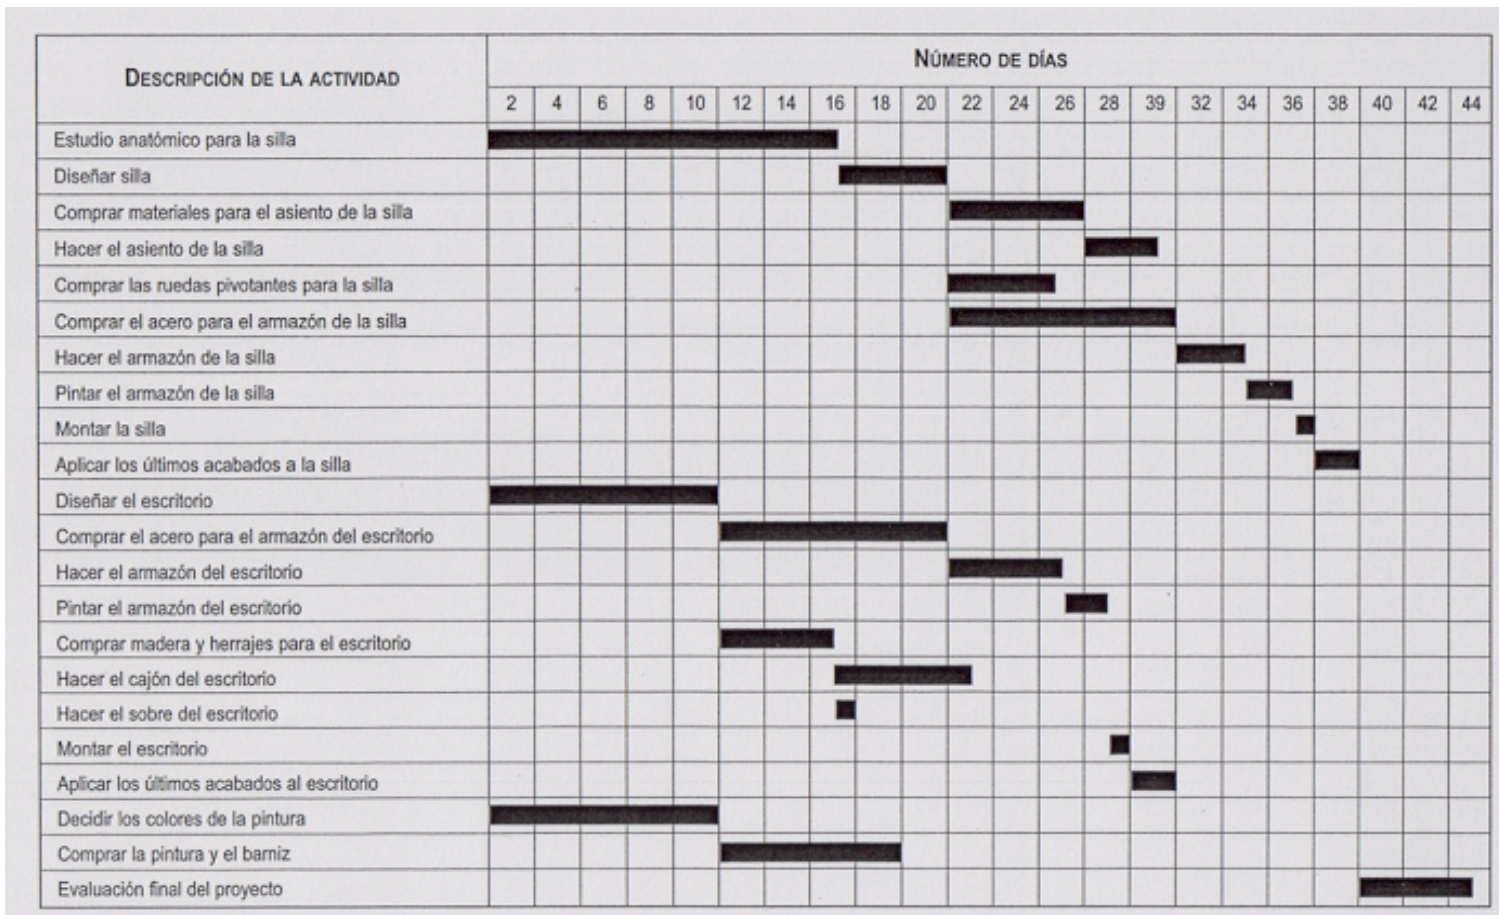 DESCRIPCIÓN DE LA ACTIVIDAD
NÚMERO DE DÍAS
2 4 6 8 10 12 14 16 18 20 22 24 26 28 39 32 34 36 38 40 42 44
Estudio anatómico para la silla
Diseñar silla
Comprar materiales para el asiento de la silla
Hacer el asiento de la silla
Comprar las ruedas pivotantes para la silla
Comprar el acero para el armazón de la silla
Hacer el armazón de la silla
Pintar el armazón de la silla
Montar la silla
Aplicar los últimos acabados a la silla
Diseñar el escritorio
Comprar el acero para el armazón del escritorio
Hacer el armazón del escritorio
Pintar el armazón del escritorio
Comprar madera y herrajes para el escritorio
Hacer el cajón del escritorio
Hacer el sobre del escritorio
Montar el escritorio
Aplicar los últimos acabados al escritorio
Decidir los colores de la pintura
Comprar la pintura y el barniz
Evaluación final del proyecto